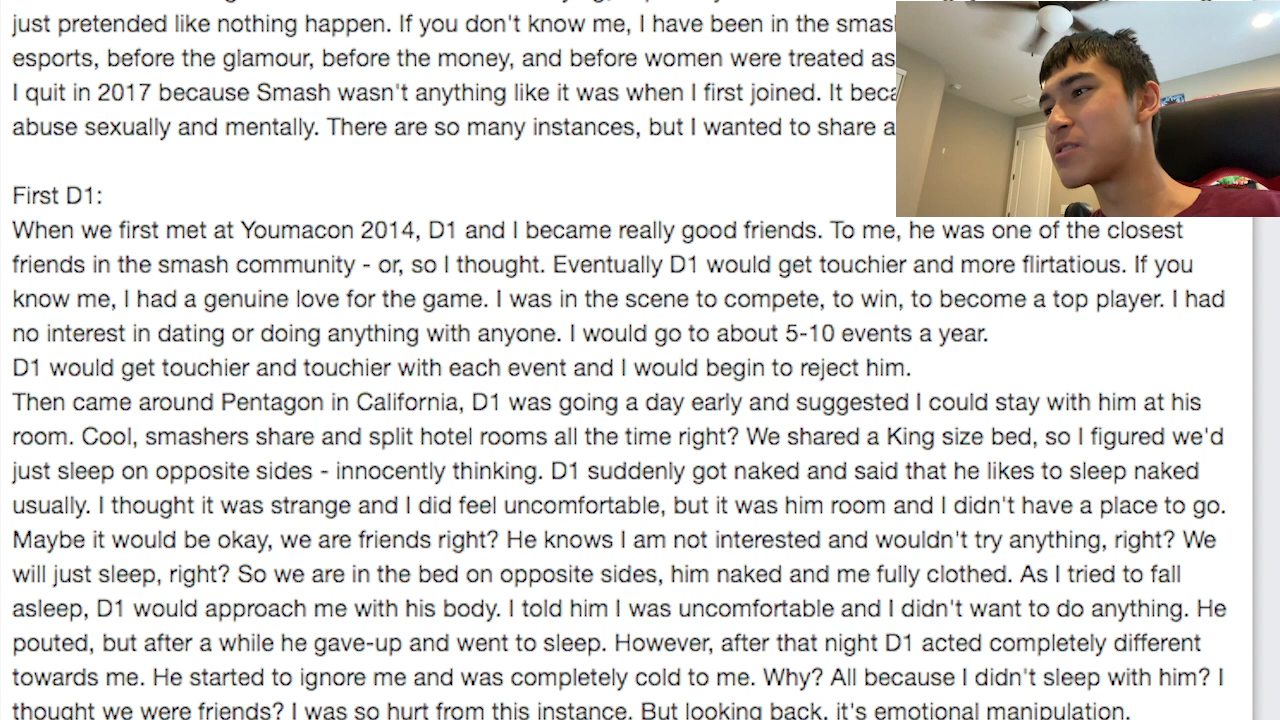 just pretended like nothing happen. If you don't know me, I have been in the smas
esports, before the glamour, before the money, and before women were treated as
I quit in 2017 because Smash wasn't anything like it was when I first joined. It beca
abuse sexually and mentally. There are so many instances, but I wanted to share a
First D1:
When we first met at Youmacon 2014, D1 and I became really good friends. To me, he was one of the closest
friends in the smash community - or, so I thought. Eventually D1 would get touchier and more flirtatious. If you
know me, I had a genuine love for the game. I was in the scene to compete, to win, to become a top player. I had
no interest in dating or doing anything with anyone. I would go to about 5-10 events a year.
D1 would get touchier and touchier with each event and I would begin to reject him.
Then came around Pentagon in California, D1 was going a day early and suggested I could stay with him at his
room. Cool, smashers share and split hotel rooms all the time right? We shared a King size bed, so I figured we'd
just sleep on opposite sides - innocently thinking. D1 suddenly got naked and said that he likes to sleep naked
usually. I thought it was strange and I did feel uncomfortable, but it was him room and I didn't have a place to go.
Maybe it would be okay, we are friends right? He knows I am not interested and wouldn't try anything, right? We
will just sleep, right? So we are in the bed on opposite sides, him naked and me fully clothed. As I tried to fall
asleep, D1 would approach me with his body. I told him I was uncomfortable and I didn't want to do anything. He
pouted, but after a while he gave-up and went to sleep. However, after that night D1 acted completely different
towards me. He started to ignore me and was completely cold to me. Why? All because I didn't sleep with him? I
thought we were friends? I was so hurt from this instance. But looking back, it's emotional manipulation.